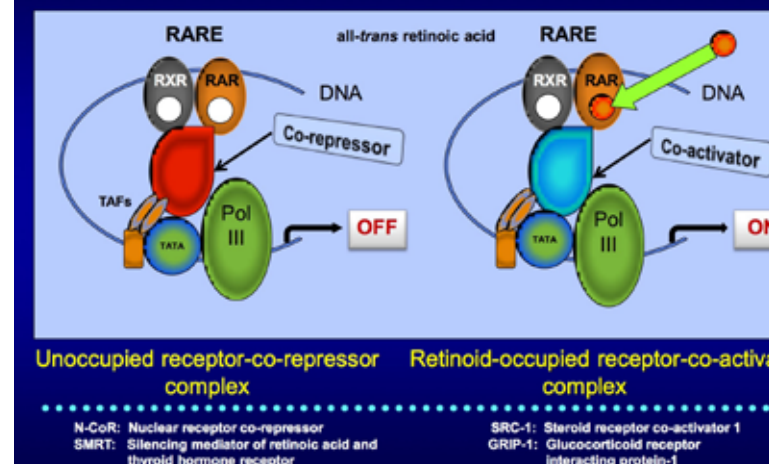 RARE
all-trans retinoic acid
RARE
RXR
RAR
DNA
Co-repressor
TAFs
TATA
Pol
III
OFF
RXR
RAR
DNA
Co-activator
TATA
Pol
III
Unoccupied receptor-co-repressor
complex
Retinoid-occupied receptor-co-activa
complex
N-CoR: Nuclear receptor co-repressor
SMRT: Silencing mediator of retinoic acid and
thyroid hormone receptor
SRC-1: Steroid receptor co-activator 1
GRIP-1: Glucocorticoid receptor
interacting protein-1